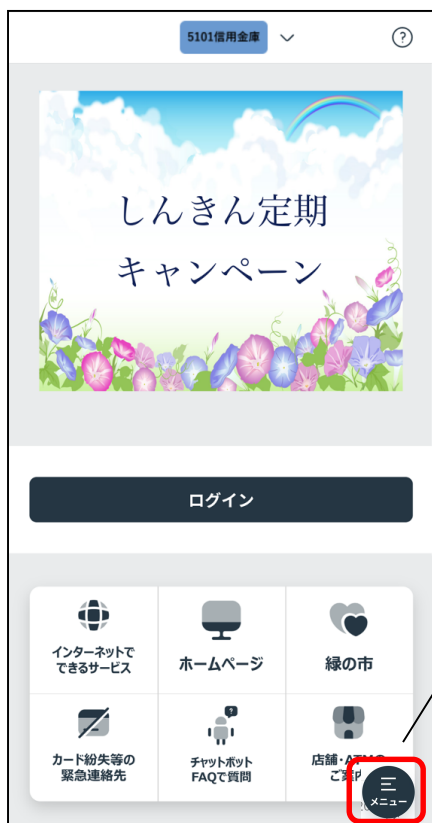 5101信用金庫
?
しんきん定期
キャンペーン
ログイン
インターネットで
できるサービス
ホームページ
緑の市
カード紛失等の
緊急連絡先
?
チャットボット
FAQで質問
店舗・ATMの
ご案内
メニュー